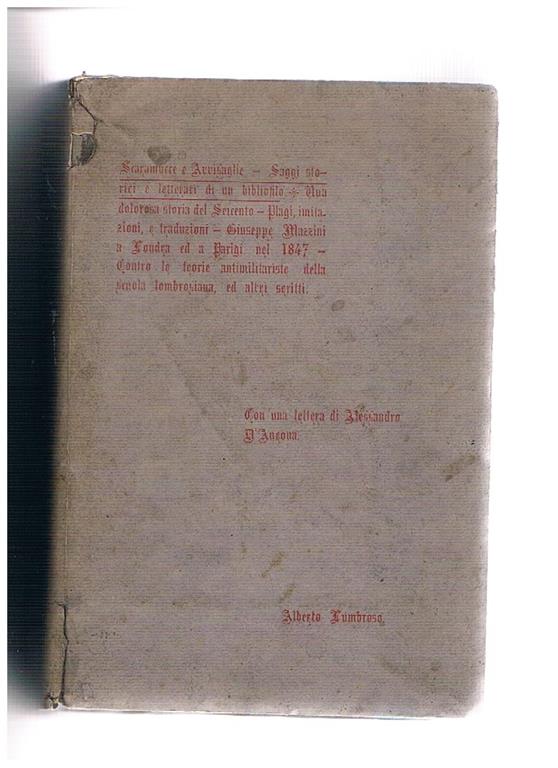 Scaramucce e Avvisaglie – Saggi sto-
rici e letterari di un bibliofilo. Una
dolorosa storia del Seicento – Plagi, imita-
zioni, e traduzioni – Giuseppe Mazzini
a Londra ed a Parigi nel 1847 –
Contro le teorie antimilitariste della
scuola lombrosiana, ed altri scritti.
Con una lettera di Alessandro
D'Ancona.
Alberto Lumbroso.